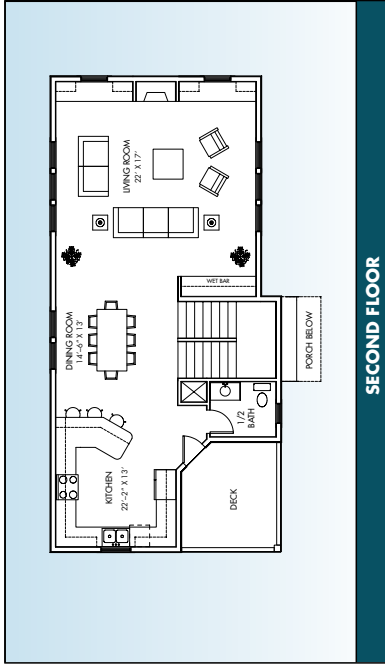 LIVING ROOM
22' X 17'
WET BAR
DINING ROOM
14'-6" X 13'
PORCH BELOW
1/2
BATH
KITCHEN
22'-2" X 13'
DECK
SECOND FLOOR